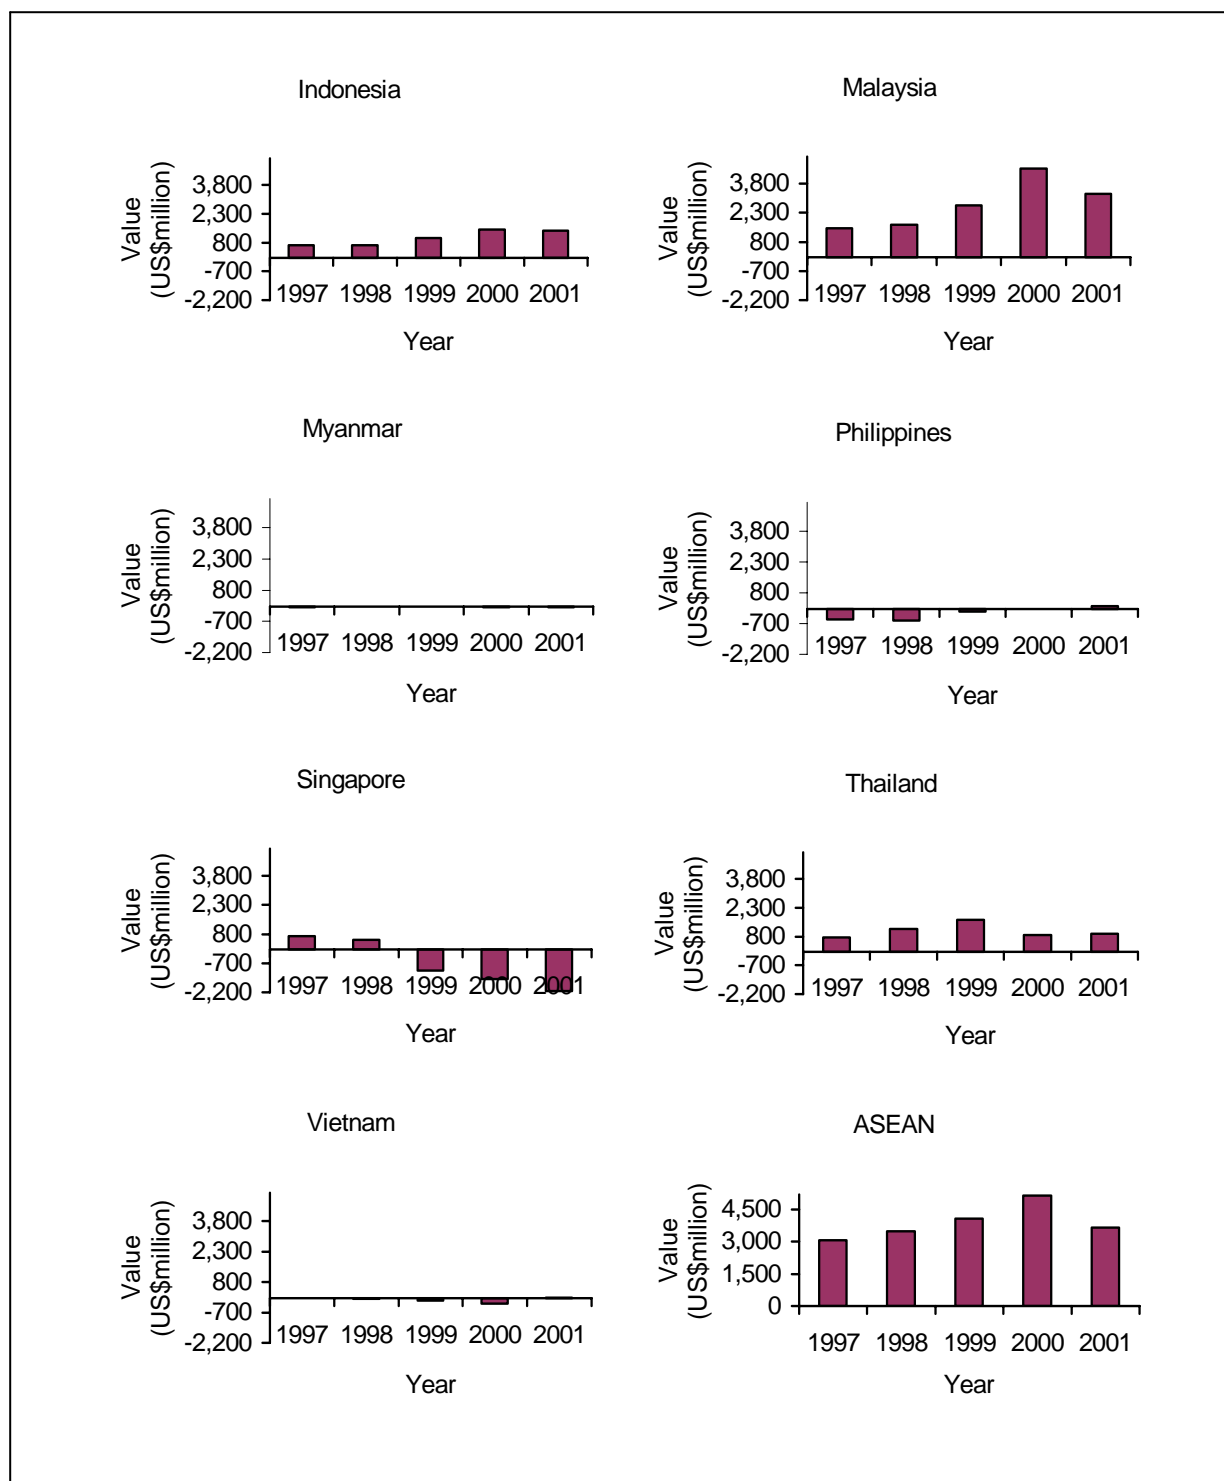 Indonesia
Value
(US$million)
3,800
2,300
800
-700
-2,200
1997 1998 1999 2000 2001
Year
Malaysia
Value
(US$million)
3,800
2,300
800
-700
-2,200
1997 1998 1999 2000 2001
Year
Myanmar
Value
(US$million)
3,800
2,300
800
-700
-2,200
1997 1998 1999 2000 2001
Year
Philippines
Value
(US$million)
3,800
2,300
800
-700
-2,200
1997 1998 1999 2000 2001
Year
Singapore
Value
(US$million)
3,800
2,300
800
-700
-2,200
1997 1998 1999 2000 2001
Year
Thailand
Value
(US$million)
3,800
2,300
800
-700
-2,200
1997 1998 1999 2000 2001
Year
Vietnam
Value
(US$million)
3,800
2,300
800
-700
-2,200
1997 1998 1999 2000 2001
Year
ASEAN
Value
(US$million)
4,500
3,000
1,500
0
1997 1998 1999 2000 2001
Year